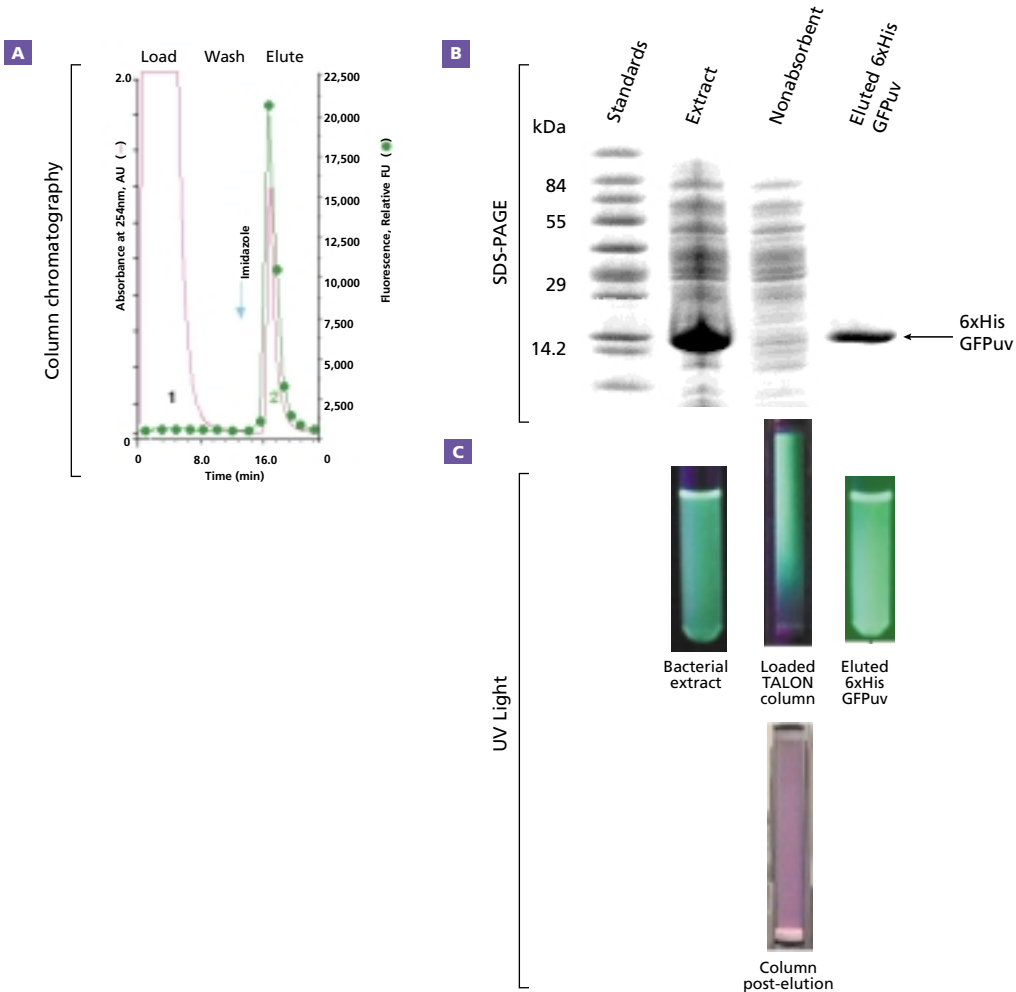 A
Load Wash Elute
Column chromatography
Absorbance at 254nm, AU (–)
2.0
0
22,500
20,000
17,500
15,000
12,500
10,000
7,500
5,000
2,500
0
Fluorescence, Relative FU (●)
Imidazole
1
2
0 8.0 16.0
Time (min)
B
SDS-PAGE
Standards
Extract
Nonabsorbent
Eluted 6xHis
GFPuv
kDa
84
55
29
14.2
6xHis
GFPuv
C
UV Light
Bacterial
extract
Loaded
TALON
column
Eluted
6xHis
GFPuv
Column
post-elution